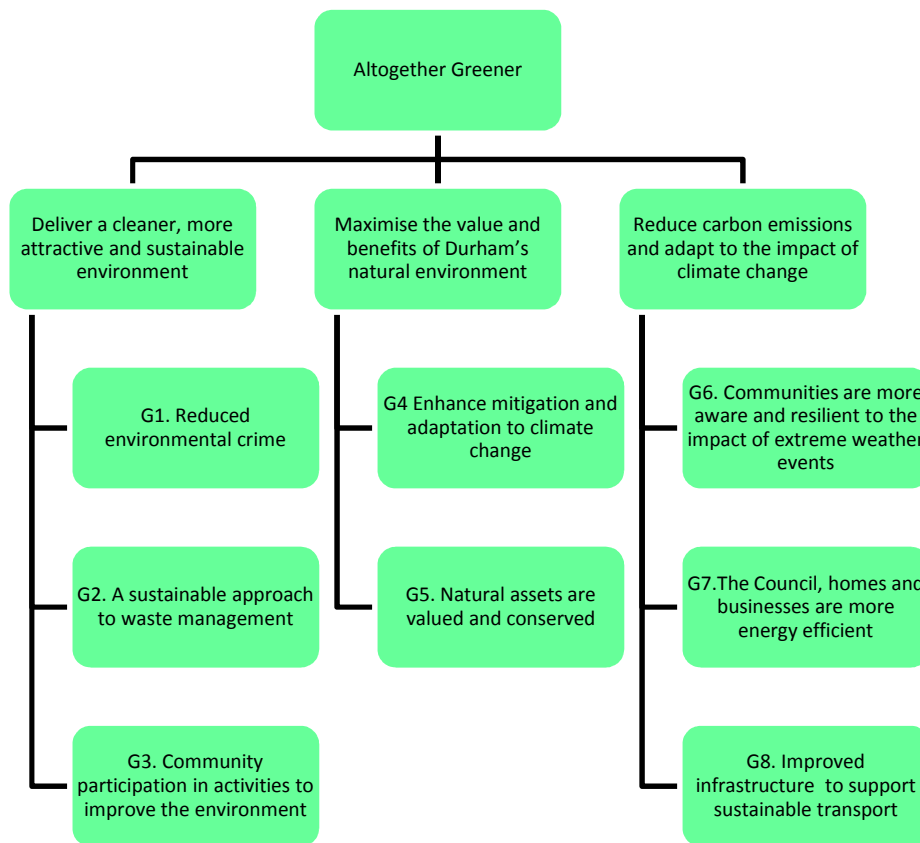 Altogether Greener
Deliver a cleaner, more
attractive and sustainable
environment
Maximise the value and
benefits of Durham’s
natural environment
Reduce carbon emissions
and adapt to the impact of
climate change
G1. Reduced
environmental crime
G2. A sustainable approach
to waste management
G3. Community
participation in activities to
improve the environment
G4 Enhance mitigation and
adaptation to climate
change
G5. Natural assets are
valued and conserved
G6. Communities are more
aware and resilient to the
impact of extreme weather
events
G7.The Council, homes and
businesses are more
energy efficient
G8. Improved
infrastructure  to support
sustainable transport